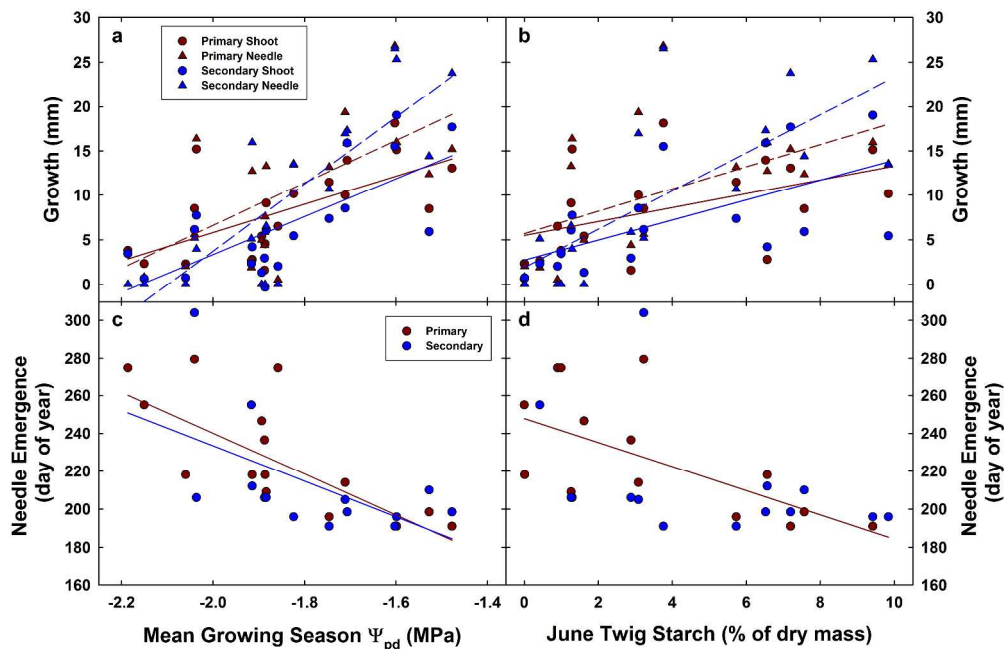 a
b
Primary Shoot
Primary Needle
Secondary Shoot
Secondary Needle
Growth (mm)
30
25
20
15
10
5
0
30
25
20
15
10
5
0
Growth (mm)
c
d
Primary
Secondary
Needle Emergence
(day of year)
300
280
260
240
220
200
180
160
300
280
260
240
220
200
180
160
Needle Emergence
(day of year)
-2.2 -2.0 -1.8 -1.6 -1.4
0 2 4 6 8 10
Mean Growing Season Ψpd (MPa)
June Twig Starch (% of dry mass)